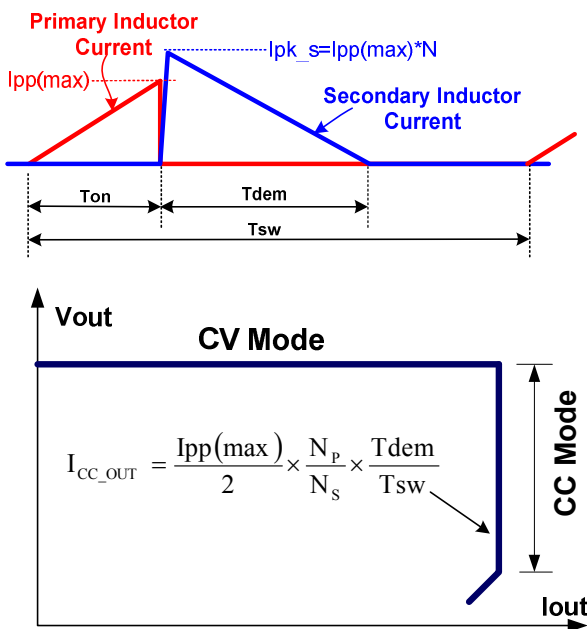 Primary Inductor
Current
Ipk_s=Ipp(max)*N
Ipp(max)
Secondary Inductor
Current
Ton
Tdem
Tsw
Vout
CV Mode
I_CC_OUT = Ipp(max)/2 × N_P/N_S × Tdem/Tsw
CC Mode
Iout